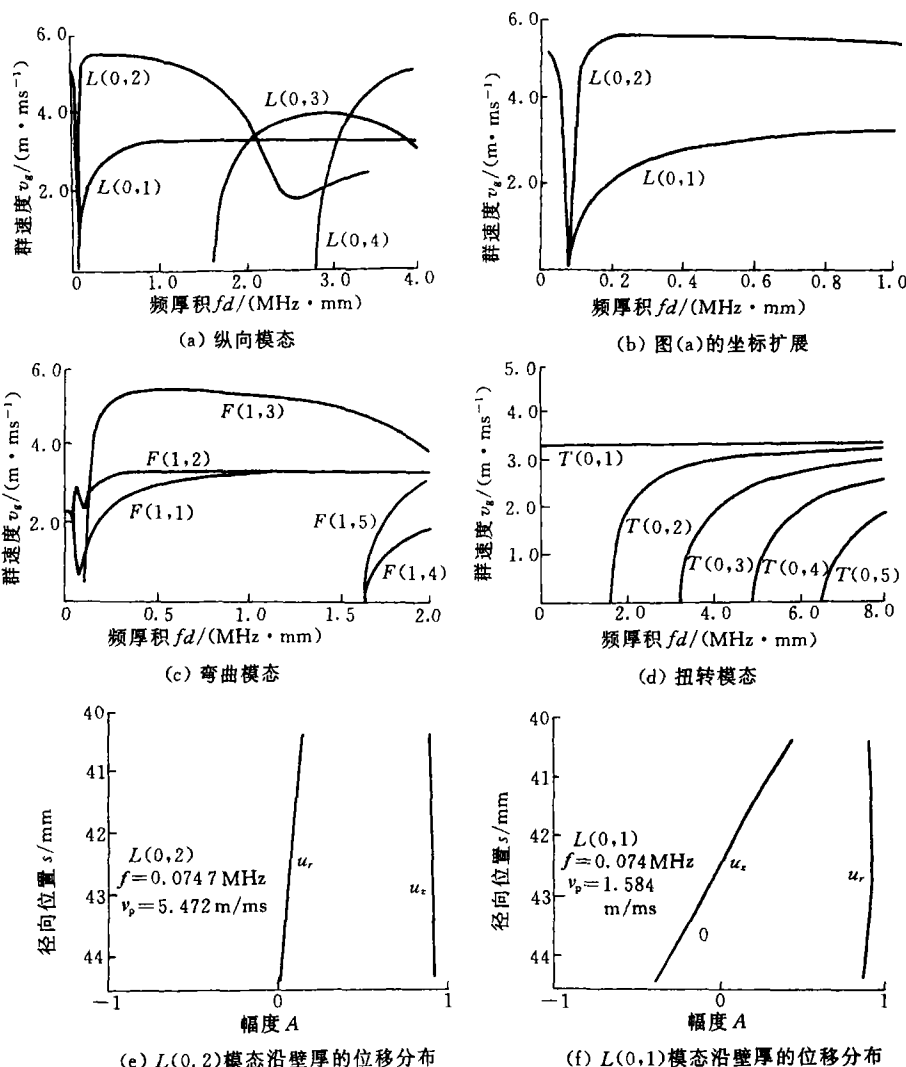 群速度 v_g/(m·ms⁻¹)
6.0
4.0
2.0
L(0,2)
L(0,1)
L(0,3)
L(0,4)
0 1.0 2.0 3.0 4.0
频厚积 fd/(MHz·mm)
(a) 纵向模态
群速度 v_g/(m·ms⁻¹)
6.0
4.0
2.0
L(0,2)
L(0,1)
0 0.2 0.4 0.6 0.8 1.0
频厚积 fd/(MHz·mm)
(b) 图(a)的坐标扩展
群速度 v_g/(m·ms⁻¹)
6.0
4.0
2.0
F(1,3)
F(1,2)
F(1,1)
F(1,5)
F(1,4)
0 0.5 1.0 1.5 2.0
频厚积 fd/(MHz·mm)
(c) 弯曲模态
群速度 v_g/(m·ms⁻¹)
5.0
4.0
3.0
2.0
1.0
T(0,1)
T(0,2)
T(0,3)
T(0,4)
T(0,5)
0 2.0 4.0 6.0 8.0
频厚积 fd/(MHz·mm)
(d) 扭转模态
径向位置 s/mm
40
41
42
43
44
L(0,2)
f=0.0747 MHz
v_p=5.472 m/ms
u_r
u_z
-1 0 1
幅度 A
(e) L(0,2)模态沿壁厚的位移分布
径向位置 s/mm
40
41
42
43
44
L(0,1)
f=0.074 MHz
v_p=1.584
m/ms
u_z
u_r
0
-1 0 1
幅度 A
(f) L(0,1)模态沿壁厚的位移分布